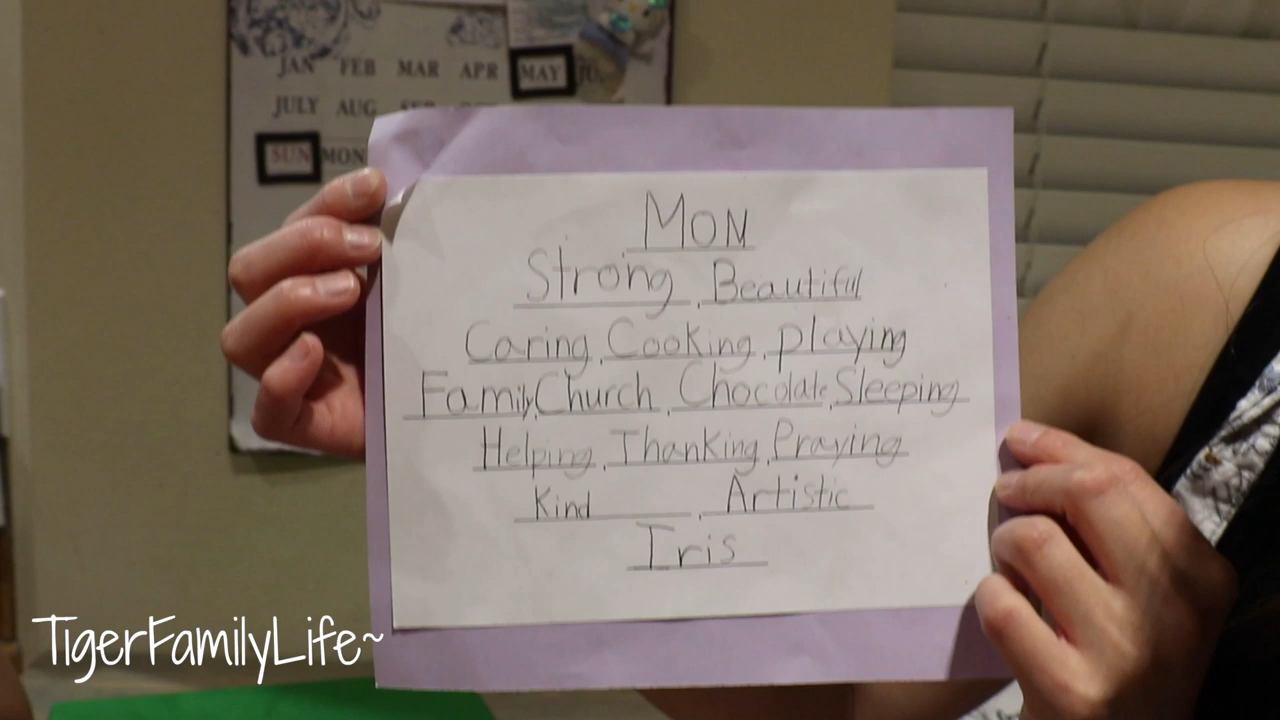 JAN FEB MAR APR MAY
JULY AUG
SUN MON
MOM
Strong, Beautiful
Caring, Cooking, playing
Family, Church, Chocolate, Sleeping
Helping, Thanking, Praying
Kind, Artistic
Iris
TigerFamilyLife~